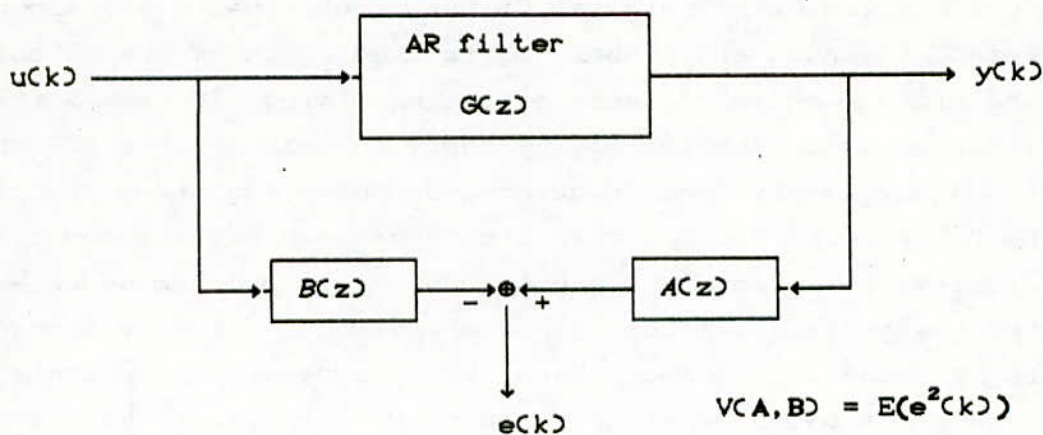 AR filter
u(k)
y(k)
G(z)
B(z)
A(z)
− ⊕ +
V(A,B) = E(e²(k))
e(k)